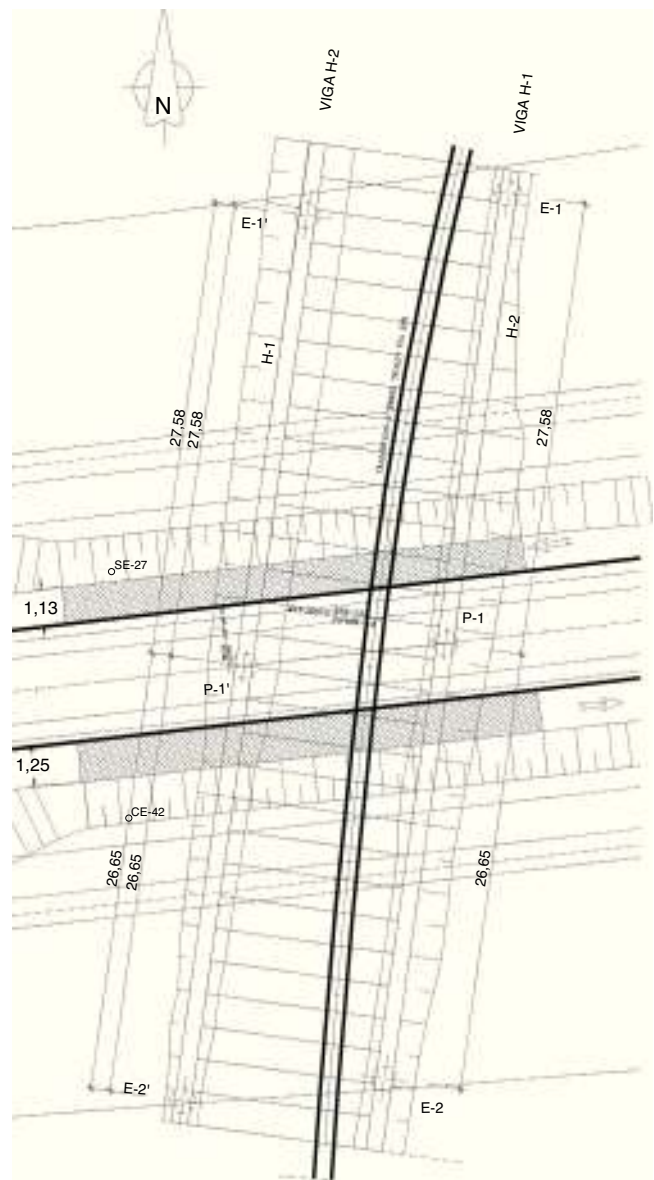 VIGA H-2
VIGA H-1
N
E-1'
E-1
H-1
H-2
27,58
27,58
27,58
SE-27
1,13
P-1
P-1'
1,25
CE-42
26,65
26,65
26,65
E-2'
E-2